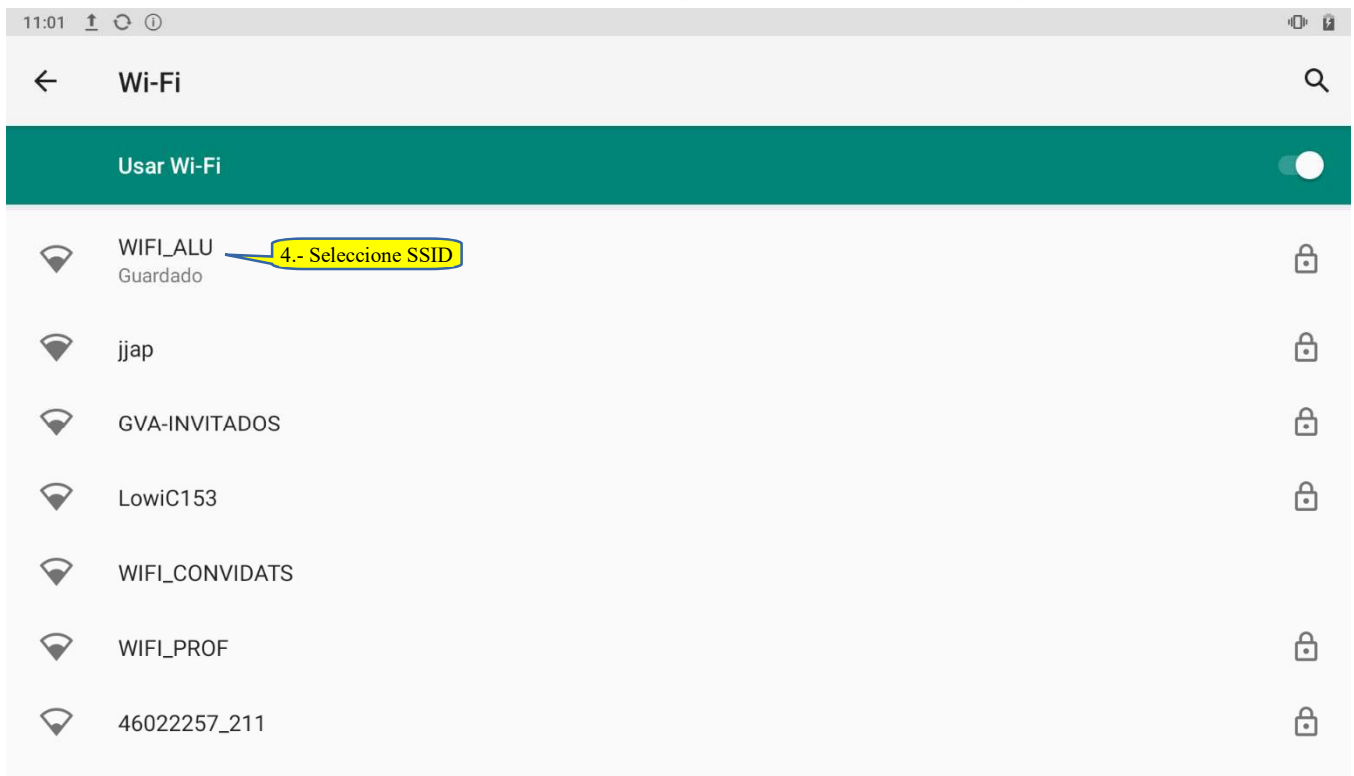 11:01
Wi-Fi
Usar Wi-Fi
WIFI_ALU
4.- Seleccione SSID
Guardado
jjap
GVA-INVITADOS
LowiC153
WIFI_CONVIDATS
WIFI_PROF
46022257_211